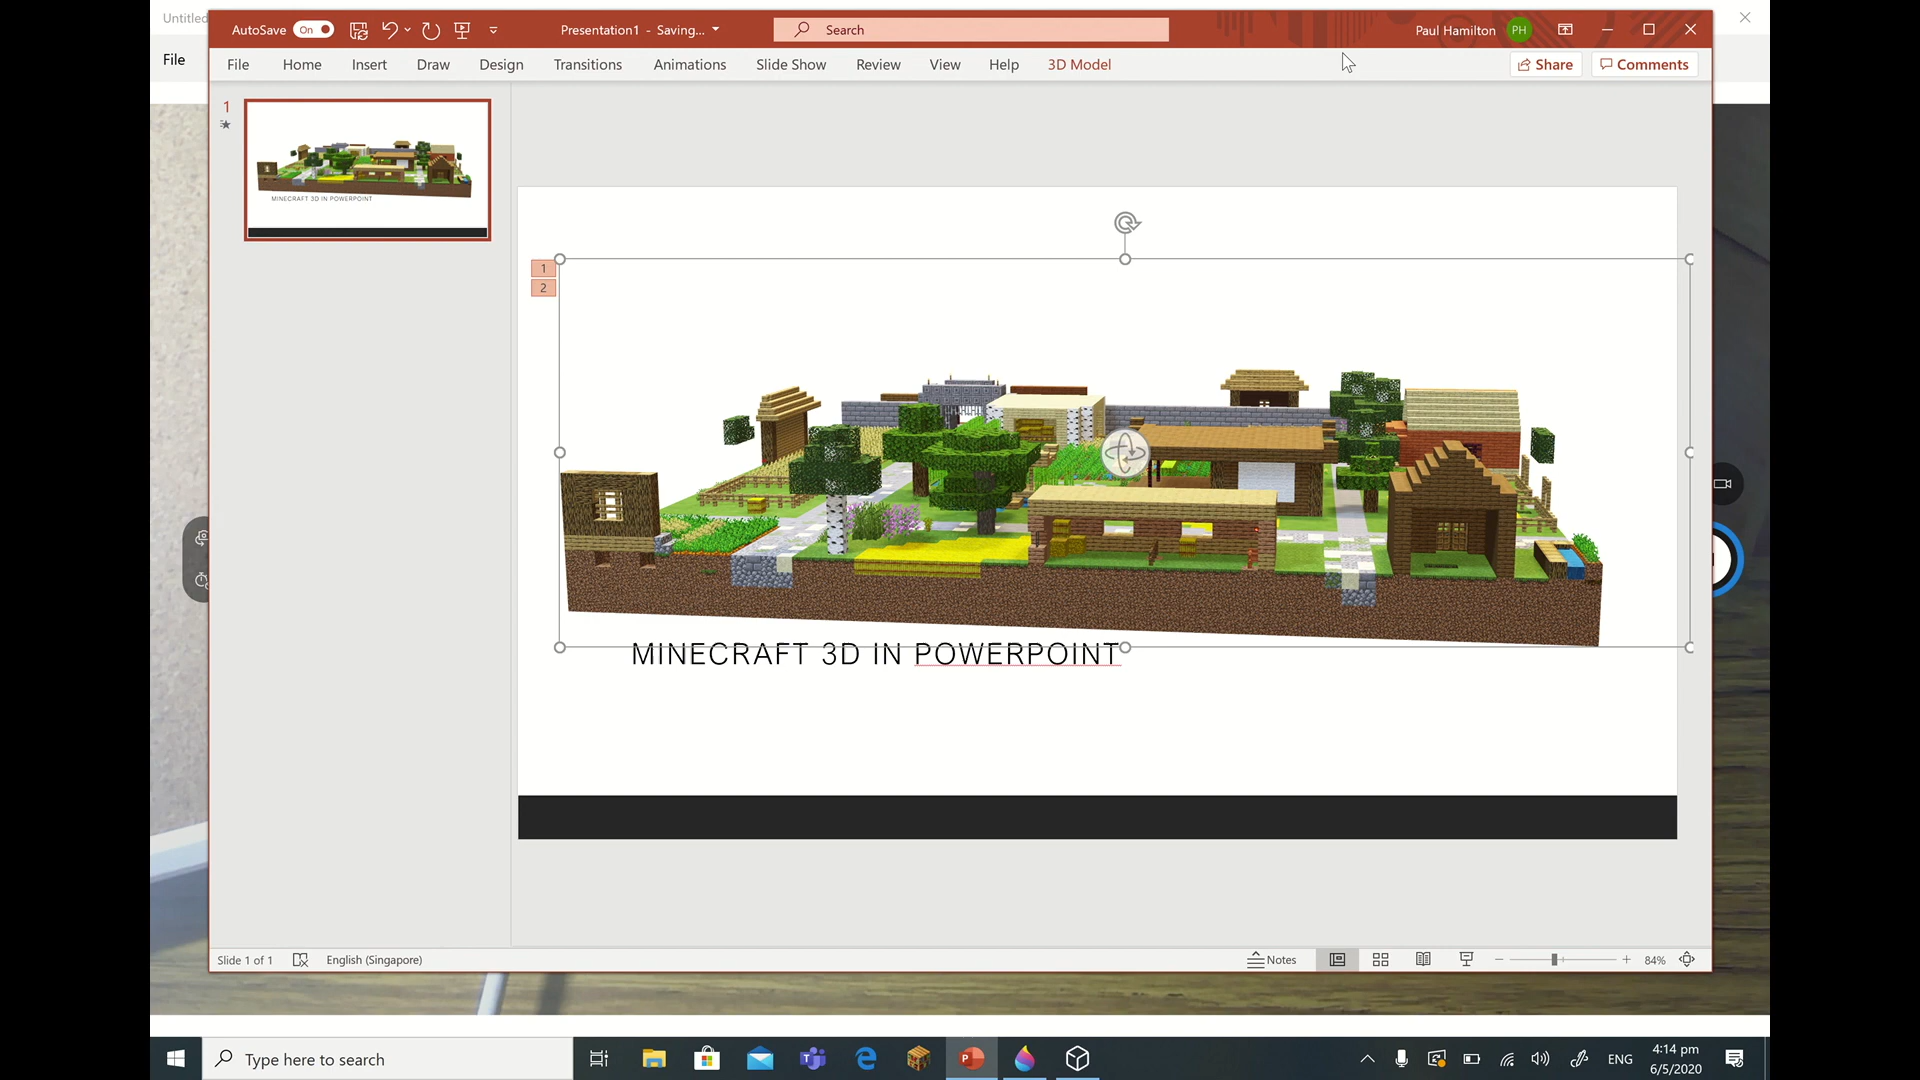 Untitled
File
AutoSave On
Presentation1 - Saving...
Search
Paul Hamilton PH
File Home Insert Draw Design Transitions Animations Slide Show Review View Help 3D Model
Share Comments
1
MINECRAFT 3D IN POWERPOINT
1
2
MINECRAFT 3D IN POWERPOINT
Slide 1 of 1
English (Singapore)
Notes
84%
Type here to search
ENG
4:14 pm
6/5/2020